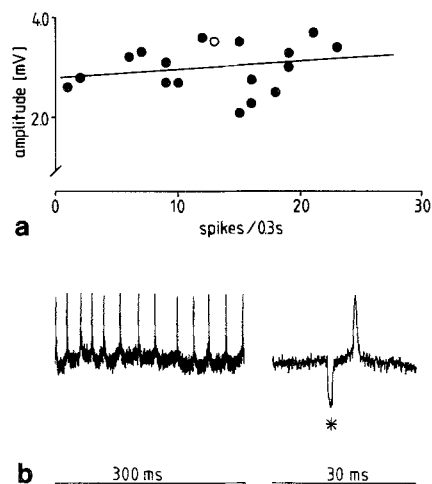 4.0
amplitude [mV]
2.0
0 10 20 30
a spikes/0.3s
*
b 300 ms 30 ms